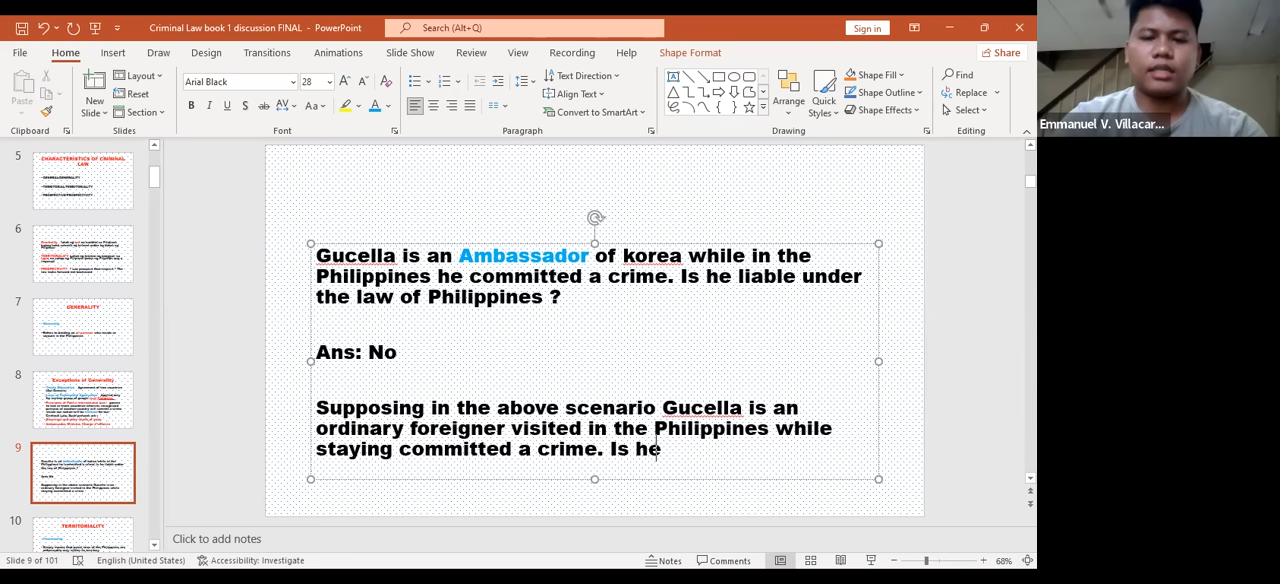 Criminal Law book 1 discussion FINAL - PowerPoint
Search (Alt+Q)
Sign in
File Home Insert Draw Design Transitions Animations Slide Show Review View Recording Help Shape Format Share
Paste
New Slide
Layout
Reset
Section
Arial Black 28
Text Direction
Align Text
Convert to SmartArt
Arrange
Quick Styles
Shape Fill
Shape Outline
Shape Effects
Find
Replace
Select
Clipboard Slides Font Paragraph Drawing Editing
Emmanuel V. Villacar...
5
CHARACTERISTICS OF CRIMINAL LAW
6
7
GENERALITY
8
Exceptions of Generality
9
10
TERRITORIALITY
Gucella is an Ambassador of korea while in the
Philippines he committed a crime. Is he liable under
the law of Philippines ?
Ans: No
Supposing in the above scenario Gucella is an
ordinary foreigner visited in the Philippines while
staying committed a crime. Is he
Click to add notes
Slide 9 of 101 English (United States) Accessibility: Investigate Notes Comments 68%